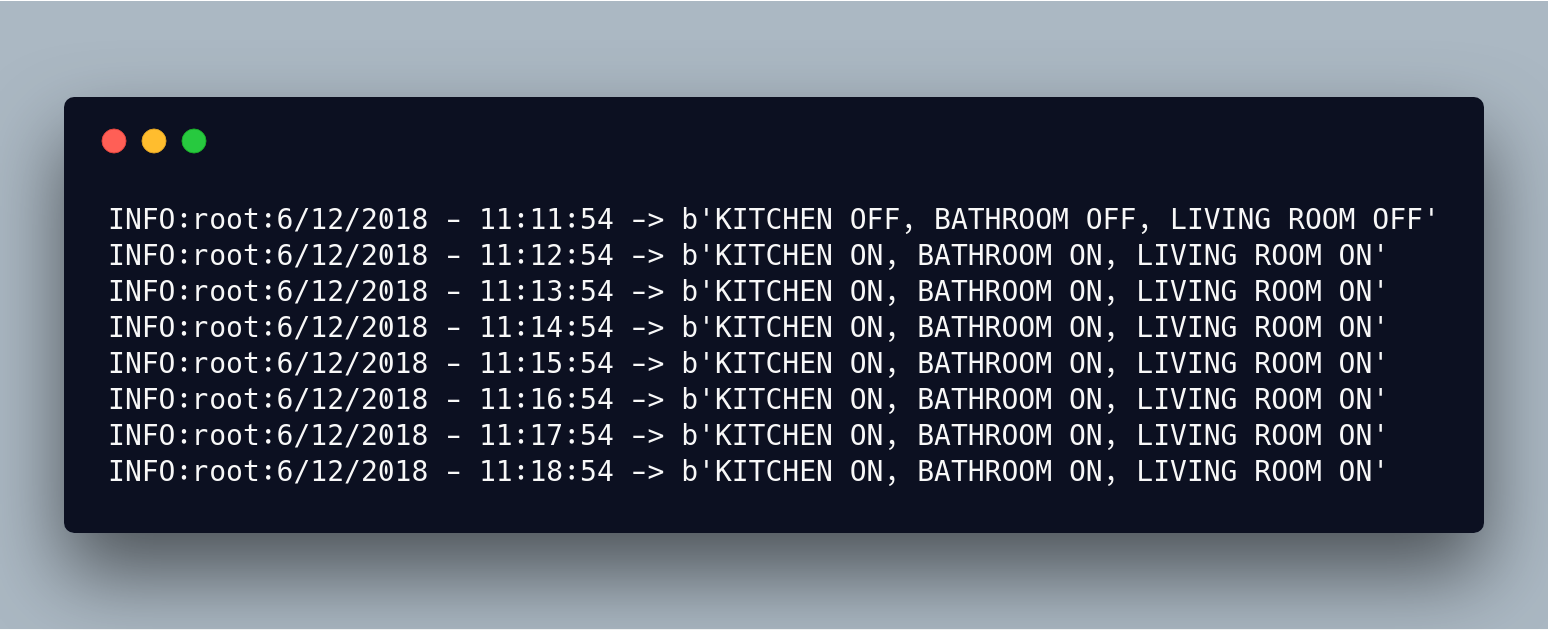 INFO:root:6/12/2018 - 11:11:54 -> b'KITCHEN OFF, BATHROOM OFF, LIVING ROOM OFF'
INFO:root:6/12/2018 - 11:12:54 -> b'KITCHEN ON, BATHROOM ON, LIVING ROOM ON'
INFO:root:6/12/2018 - 11:13:54 -> b'KITCHEN ON, BATHROOM ON, LIVING ROOM ON'
INFO:root:6/12/2018 - 11:14:54 -> b'KITCHEN ON, BATHROOM ON, LIVING ROOM ON'
INFO:root:6/12/2018 - 11:15:54 -> b'KITCHEN ON, BATHROOM ON, LIVING ROOM ON'
INFO:root:6/12/2018 - 11:16:54 -> b'KITCHEN ON, BATHROOM ON, LIVING ROOM ON'
INFO:root:6/12/2018 - 11:17:54 -> b'KITCHEN ON, BATHROOM ON, LIVING ROOM ON'
INFO:root:6/12/2018 - 11:18:54 -> b'KITCHEN ON, BATHROOM ON, LIVING ROOM ON'